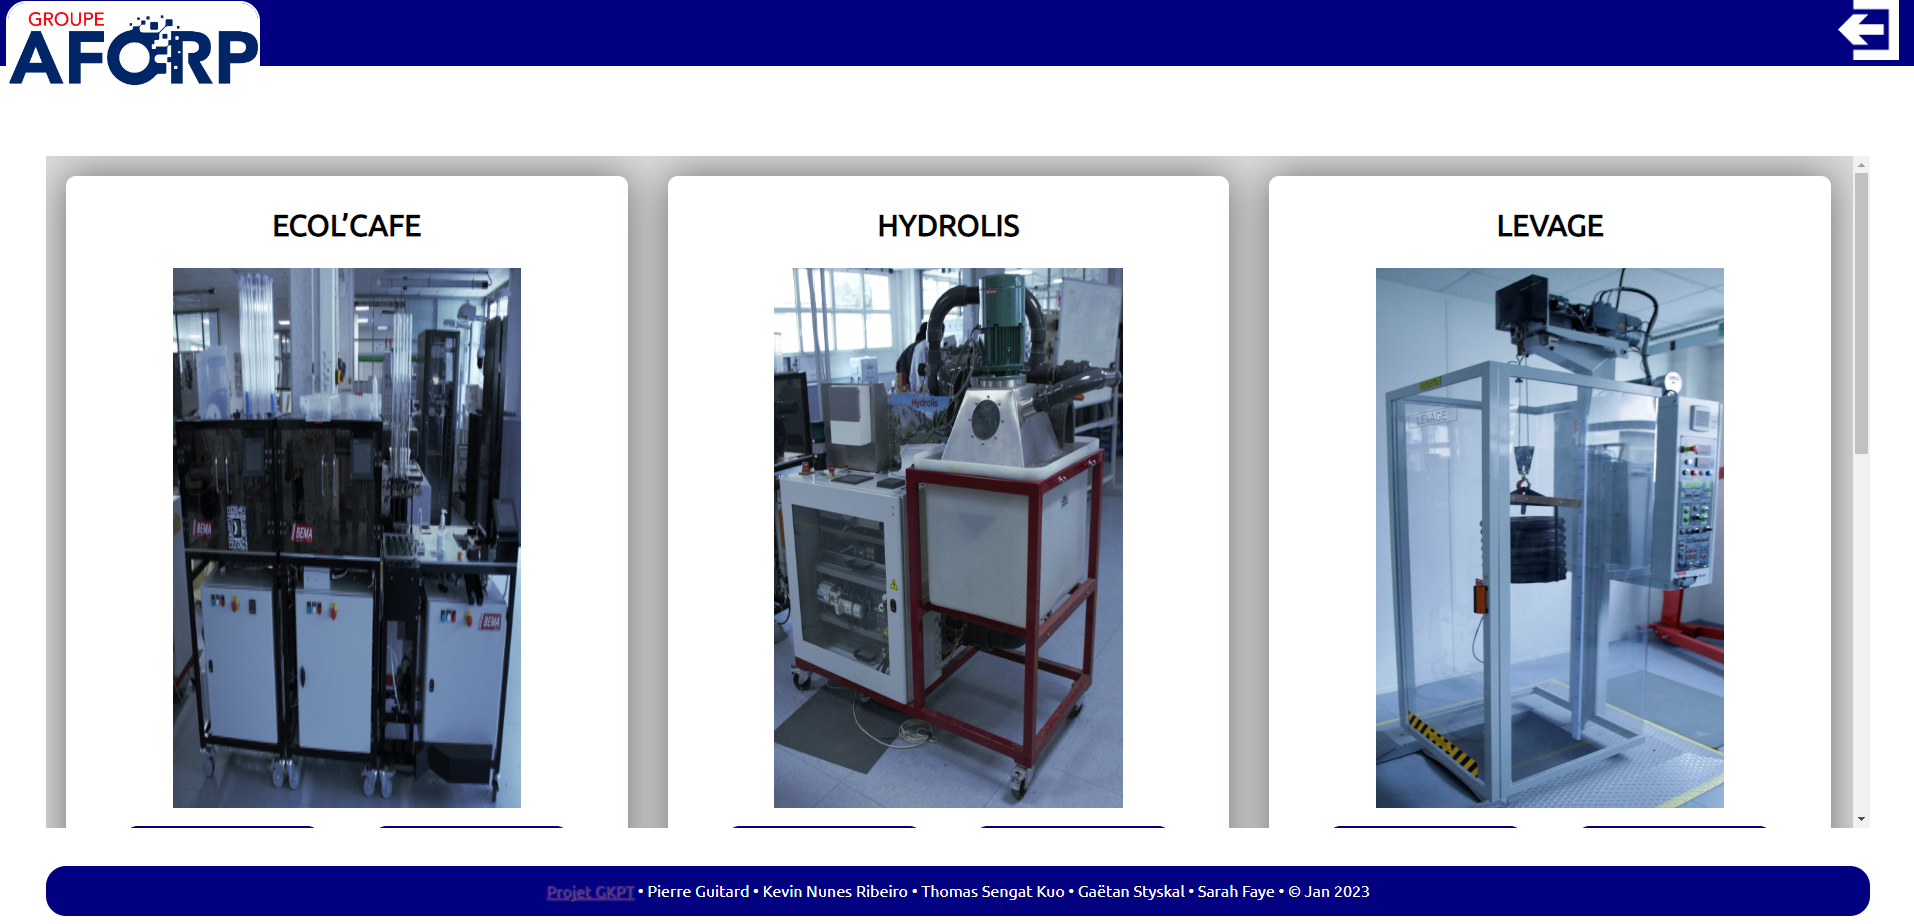 GROUPE
AFORP
ECOL’CAFE
HYDROLIS
LEVAGE
BEMA
BEMA
BEMA
Hydrolis
LEVAGE
Projet GKPT • Pierre Guitard • Kevin Nunes Ribeiro • Thomas Sengat Kuo • Gaëtan Styskal • Sarah Faye • © Jan 2023